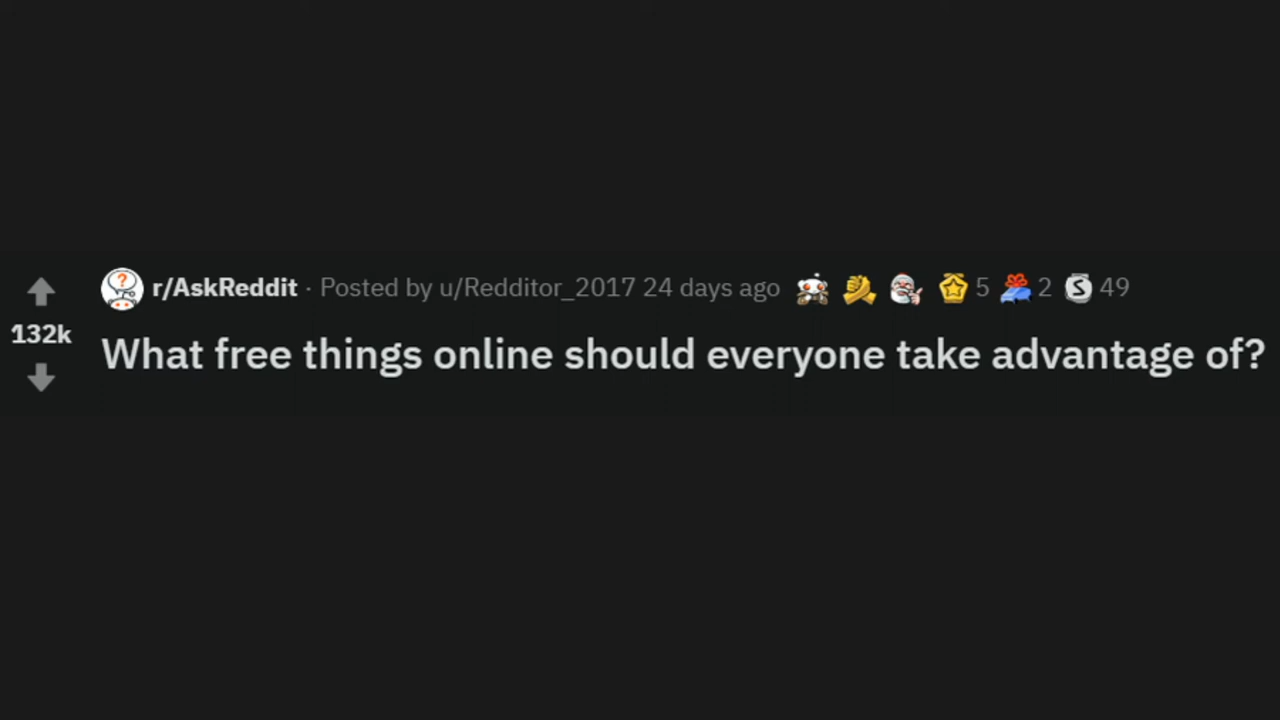 r/AskReddit · Posted by u/Redditor_2017 24 days ago 5 2 S 49
132k
What free things online should everyone take advantage of?